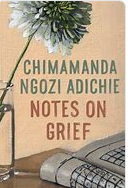 CHIMAMANDA
NGOZI ADICHIE
NOTES ON
GRIEF